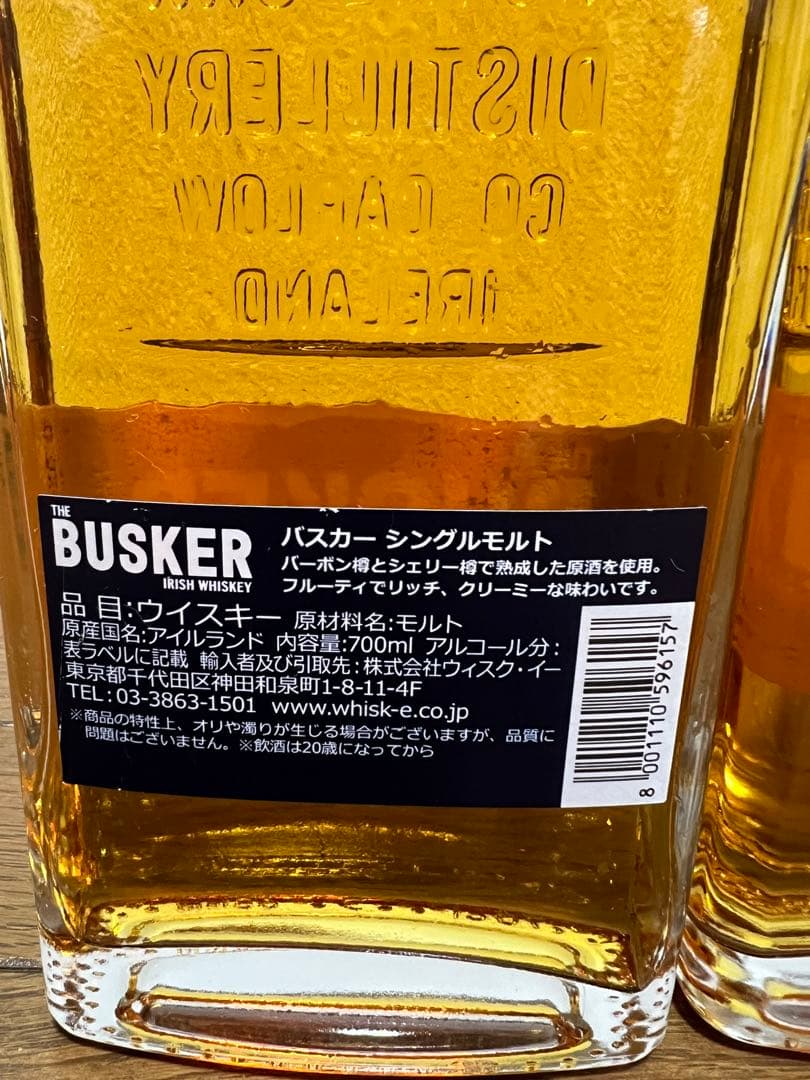 DISTILLERY
CO CARLOW
IRELAND
THE
BUSKER
IRISH WHISKEY
バスカー シングルモルト
バーボン樽とシェリー樽で熟成した原酒を使用。
フルーティでリッチ、クリーミーな味わいです。
品 目:ウイスキー 原材料名:モルト
原産国名:アイルランド 内容量:700ml アルコール分:
表ラベルに記載 輸入者及び引取先:株式会社ウィスク・イー
東京都千代田区神田和泉町1-8-11-4F
TEL:03-3863-1501 www.whisk-e.co.jp
※商品の特性上、オリや濁りが生じる場合がございますが、品質に
問題はございません。※飲酒は20歳になってから
8 001110 596157